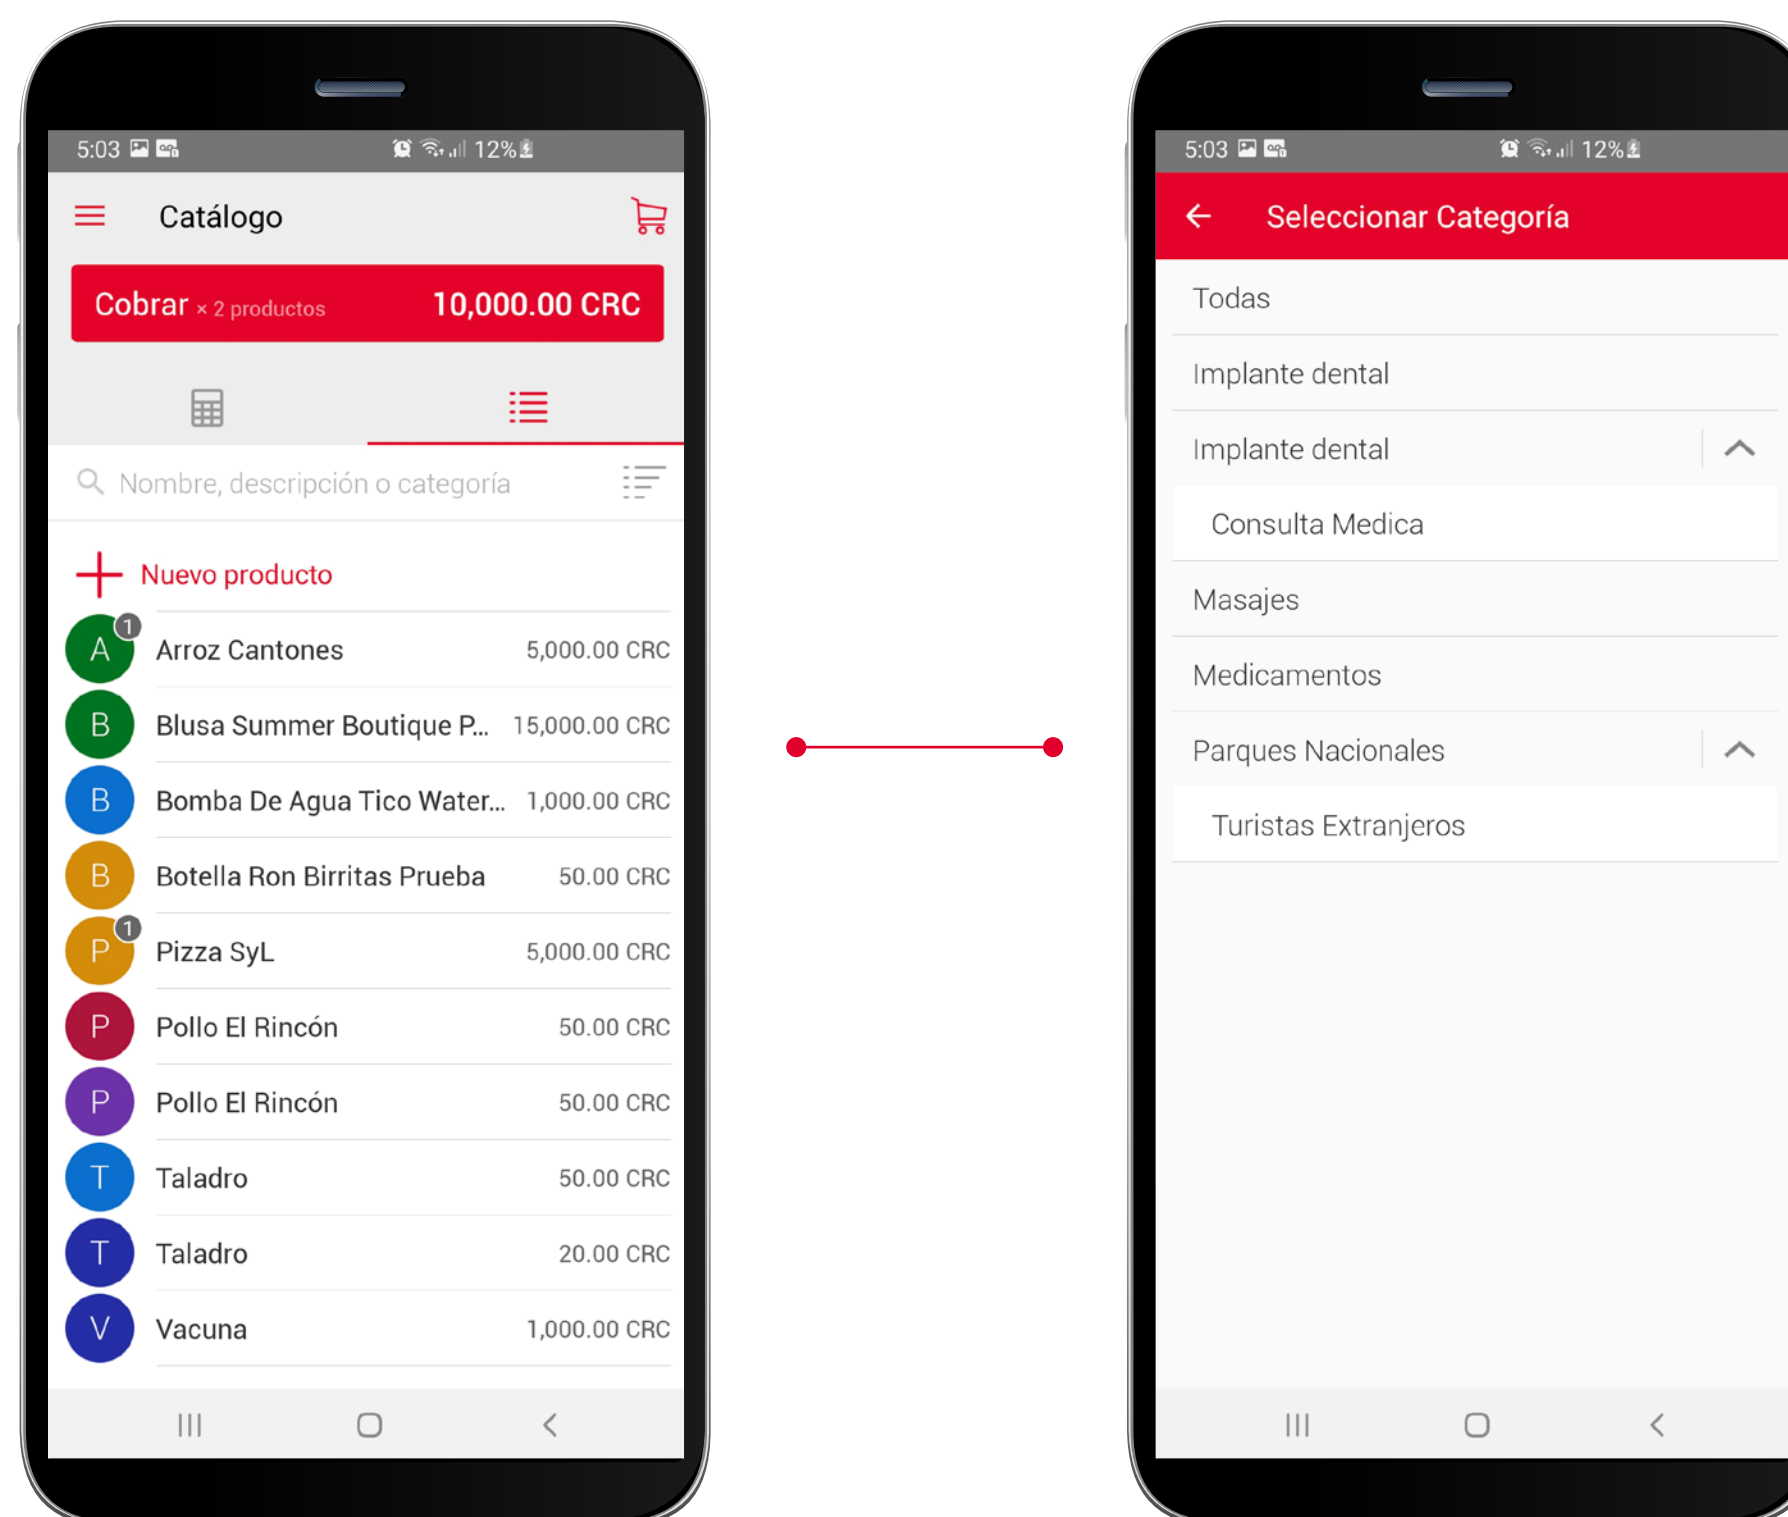 5:03 12%
Catálogo
Cobrar × 2 productos 10,000.00 CRC
Nombre, descripción o categoría
Nuevo producto
A 1 Arroz Cantones 5,000.00 CRC
B Blusa Summer Boutique P... 15,000.00 CRC
B Bomba De Agua Tico Water... 1,000.00 CRC
B Botella Ron Birritas Prueba 50.00 CRC
P 1 Pizza SyL 5,000.00 CRC
P Pollo El Rincón 50.00 CRC
P Pollo El Rincón 50.00 CRC
T Taladro 50.00 CRC
T Taladro 20.00 CRC
V Vacuna 1,000.00 CRC
5:03 12%
Seleccionar Categoría
Todas
Implante dental
Implante dental
Consulta Medica
Masajes
Medicamentos
Parques Nacionales
Turistas Extranjeros